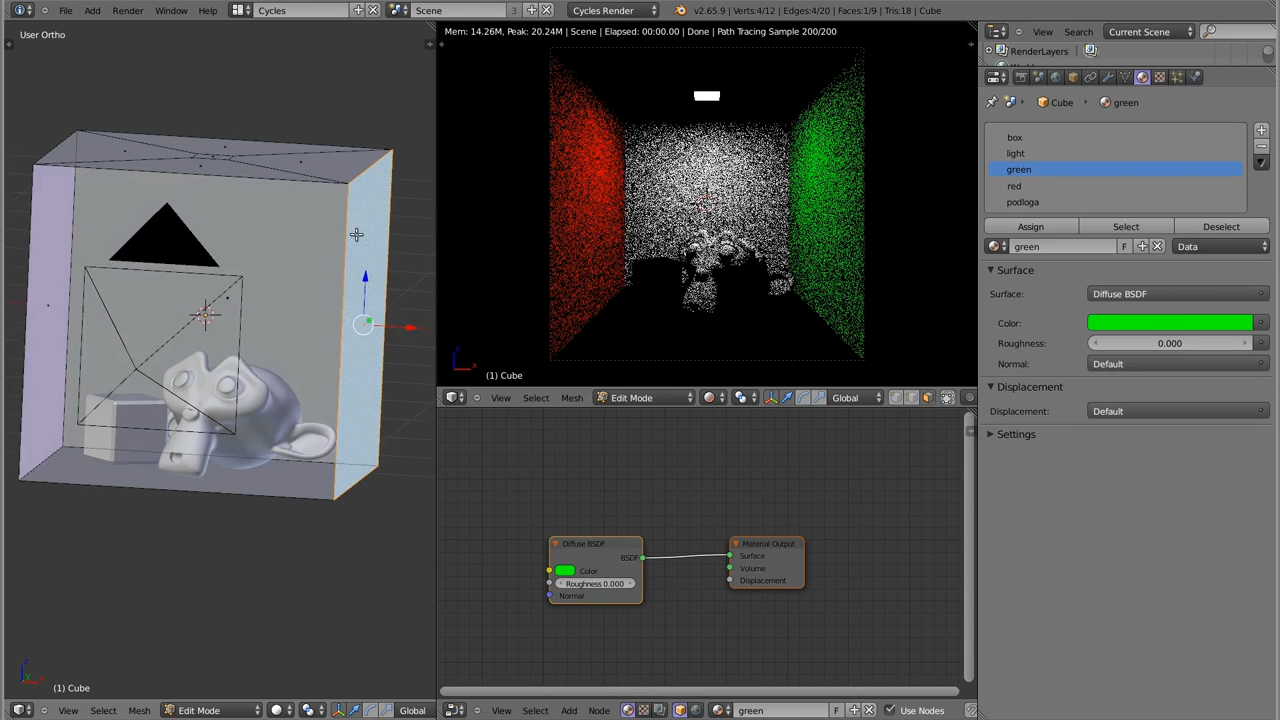 File Add Render Window Help Cycles Scene 3 Cycles Render v2.65.9 | Verts:4/12 | Edges:4/20 | Faces:1/9 | Tris:18 | Cube
User Ortho
Mem: 14.26M, Peak: 20.24M | Scene | Elapsed: 00:00.00 | Done | Path Tracing Sample 200/200
View Search Current Scene
RenderLayers
Cube green
box
light
green
red
podloga
Assign Select Deselect
green F Data
Surface
Surface: Diffuse BSDF
Color:
Roughness: 0.000
Normal: Default
Displacement
Displacement: Default
Settings
z
x
(1) Cube
View Select Mesh Edit Mode Global
Diffuse BSDF
BSDF
Color
Roughness 0.000
Normal
Material Output
Surface
Volume
Displacement
(1) Cube
View Select Mesh Edit Mode Global
View Select Add Node green F Use Nodes